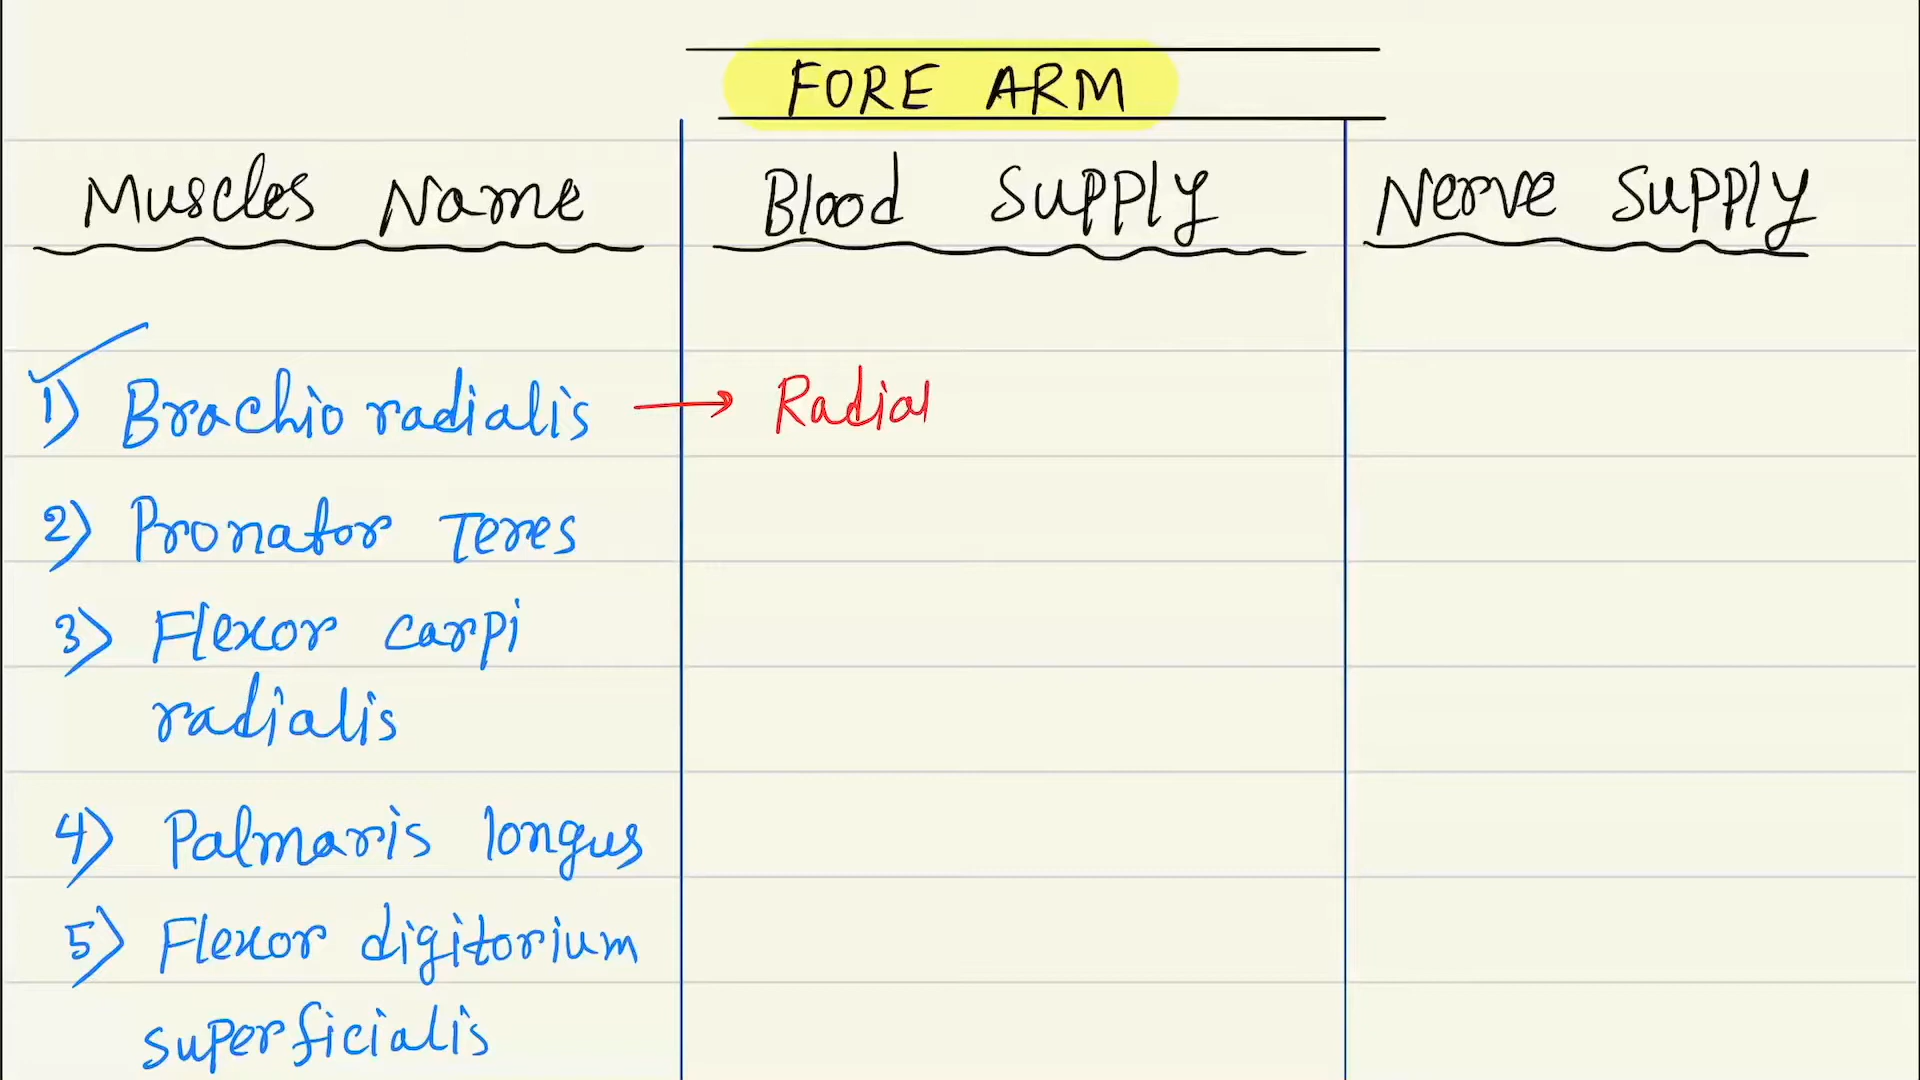 FORE ARM
Muscles Name Blood Supply Nerve Supply
1) Brachio radialis → Radial
2) Pronator Teres
3) Flexor carpi
radialis
4) Palmaris longus
5) Flexor digitorium
superficialis